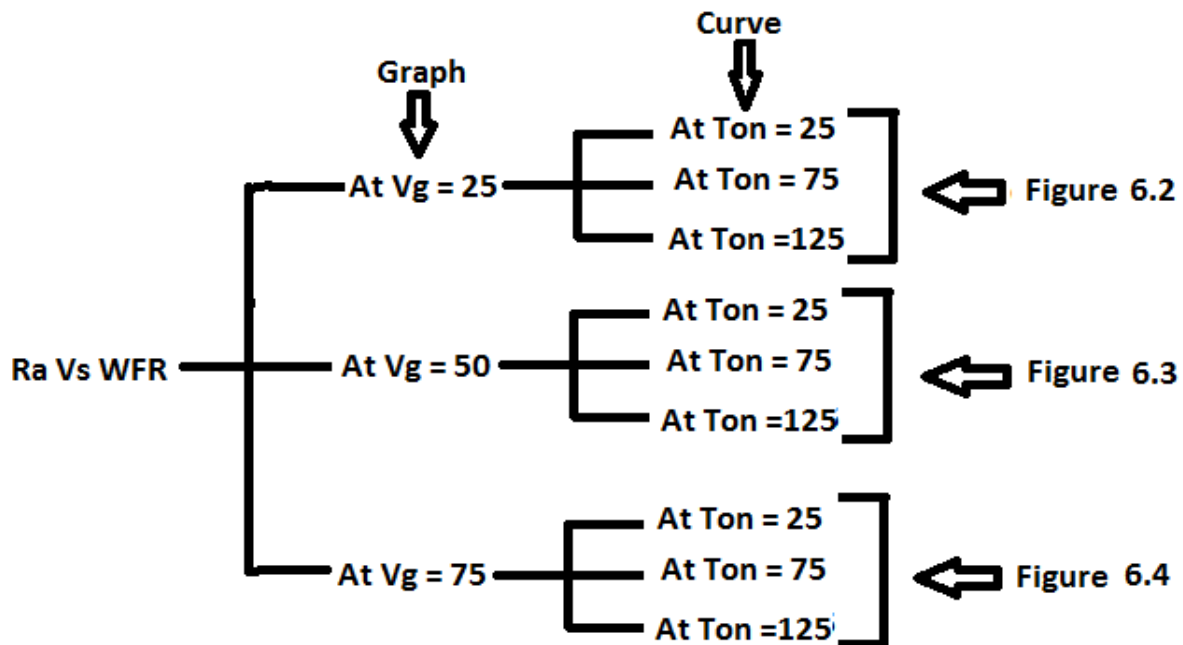 Curve
Graph
At Ton = 25
At Vg = 25
At Ton = 75
Figure 6.2
At Ton =125
At Ton = 25
Ra Vs WFR
At Vg = 50
At Ton = 75
Figure 6.3
At Ton =125
At Ton = 25
At Vg = 75
At Ton = 75
Figure 6.4
At Ton =125